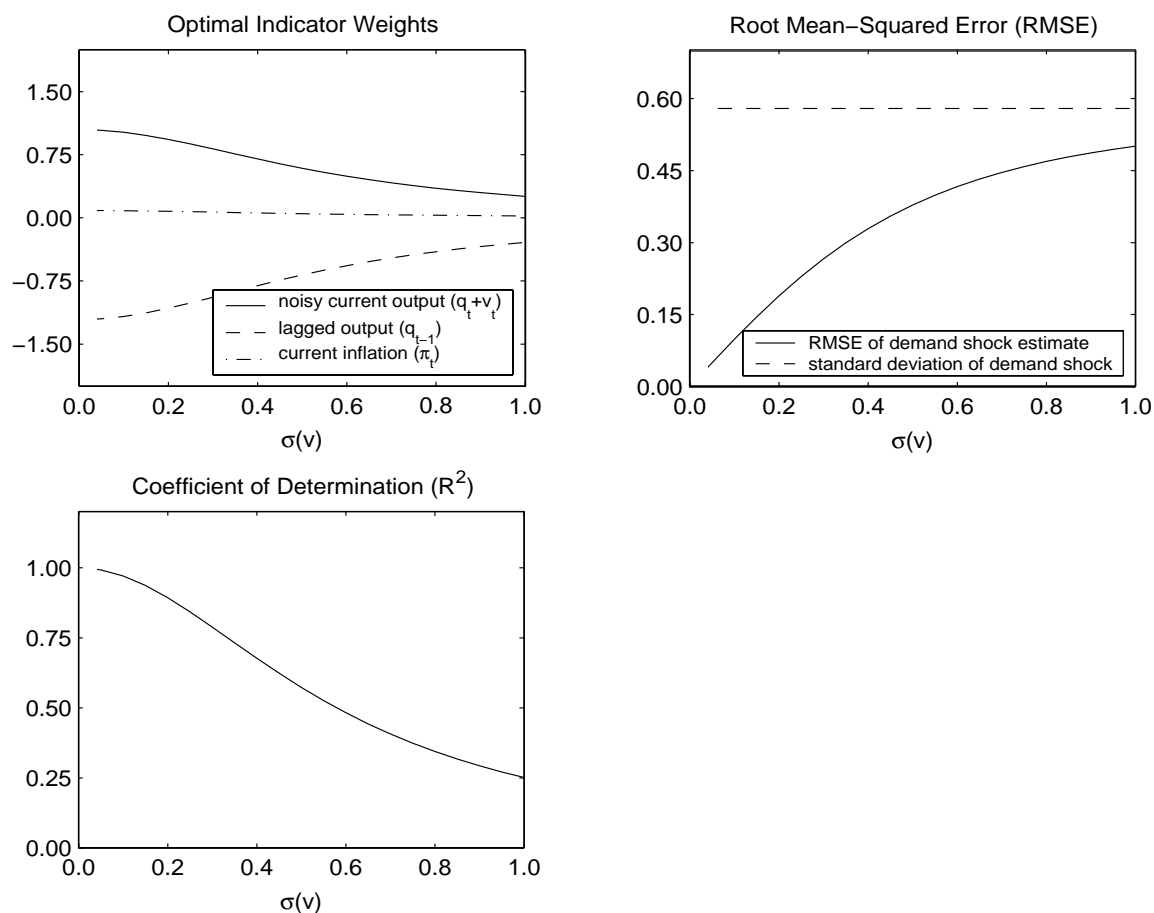 Optimal Indicator Weights
1.50
0.75
0.00
−0.75
−1.50
noisy current output (q_t+v_t)
lagged output (q_{t−1})
current inflation (π_t)
0.0 0.2 0.4 0.6 0.8 1.0
σ(v)
Root Mean−Squared Error (RMSE)
0.60
0.45
0.30
0.15
0.00
RMSE of demand shock estimate
standard deviation of demand shock
0.0 0.2 0.4 0.6 0.8 1.0
σ(v)
Coefficient of Determination (R²)
1.00
0.75
0.50
0.25
0.00
0.0 0.2 0.4 0.6 0.8 1.0
σ(v)